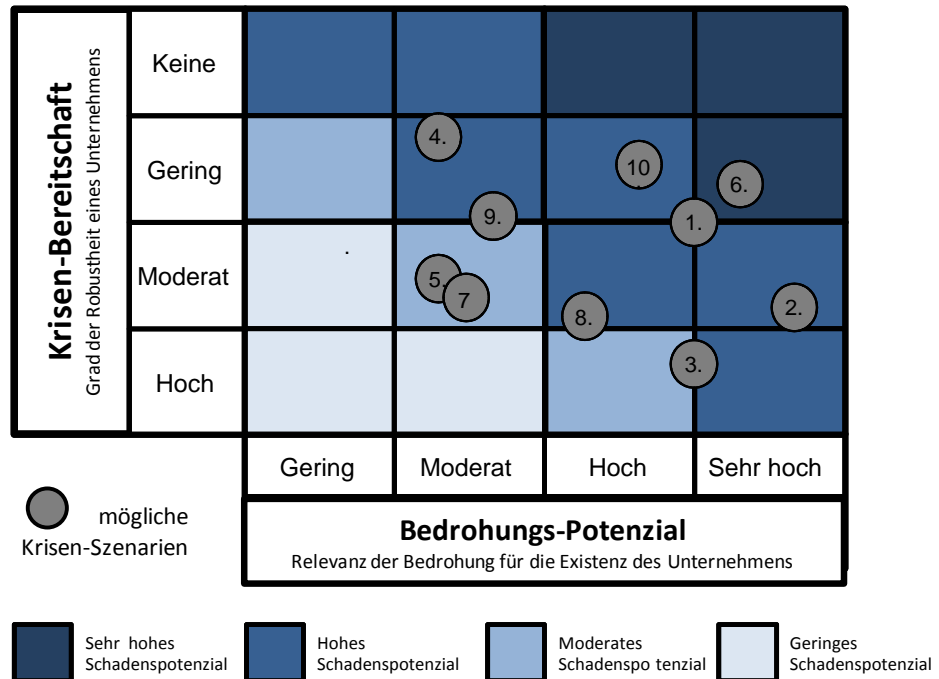 Krisen-Bereitschaft
Grad der Robustheit eines Unternehmens
Keine
Gering
Moderat
Hoch
4.
10
.
6.
9.
1.
.
5.
7
8.
2.
3.
Gering
Moderat
Hoch
Sehr hoch
Bedrohungs-Potenzial
Relevanz der Bedrohung für die Existenz des Unternehmens
mögliche
Krisen-Szenarien
Sehr hohes
Schadenspotenzial
Hohes
Schadenspotenzial
Moderates
Schadenspo tenzial
Geringes
Schadenspotenzial